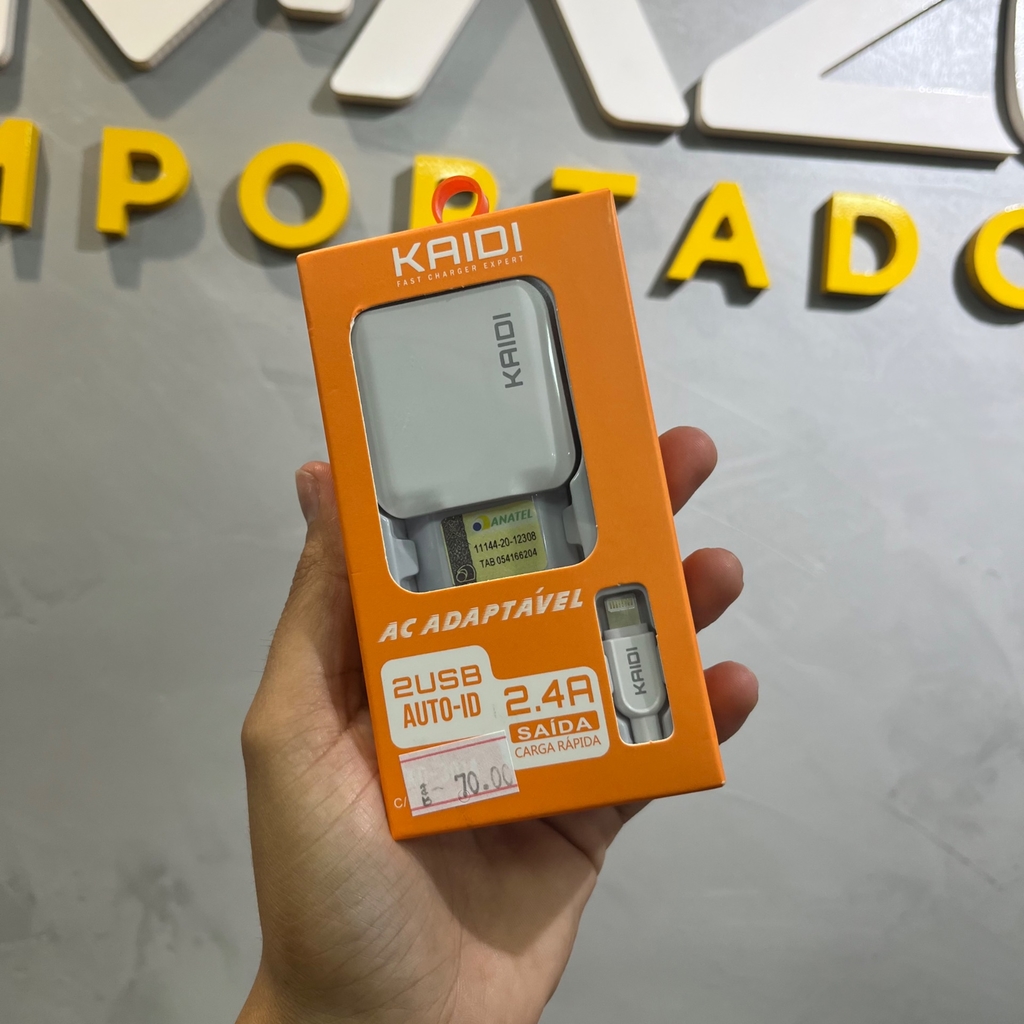 IMPORTADO
KAIDI
FAST CHARGER EXPERT
KAIDI
ANATEL
11144-20-12308
TAB 054166204
AC ADAPTÁVEL
KAIDI
2USB
AUTO-ID
2.4A
SAÍDA
CARGA RÁPIDA
70.00
C/